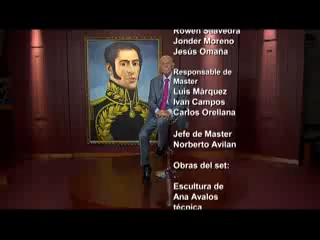 Rowen Saavedra
Jonder Moreno
Jesús Omaña
Responsable de
Master
Luis Márquez
Ivan Campos
Carlos Orellana
Jefe de Master
Norberto Avilan
Obras del set:
Escultura de
Ana Avalos
técnica